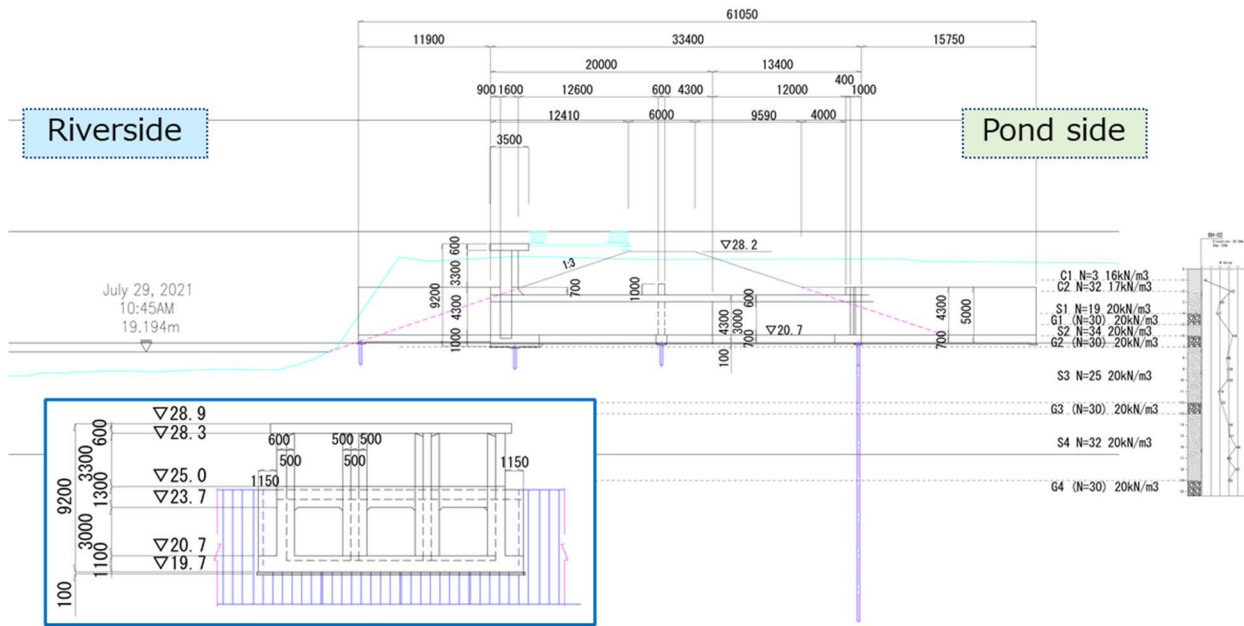 61050
11900 33400 15750
20000 13400
400
900 1600 12600 600 4300 12000 1000
12410 6000 9590 4000
Riverside
Pond side
3500
▽28.2
600
3300
9200
4300
1000
1:3
700
1000
600
4300
3000
700
100
▽20.7
4300
5000
700
July 29, 2021
10:45AM
19.194m
BH-02
C1 N=3 16kN/m3
C2 N=32 17kN/m3
S1 N=19 20kN/m3
G1 (N=30) 20kN/m3
S2 N=34 20kN/m3
G2 (N=30) 20kN/m3
S3 N=25 20kN/m3
G3 (N=30) 20kN/m3
S4 N=32 20kN/m3
G4 (N=30) 20kN/m3
▽28.9
▽28.3
▽25.0
▽23.7
▽20.7
▽19.7
600
3300
1300
3000
1100
9200
100
600 500 500
500 500
1150 1150